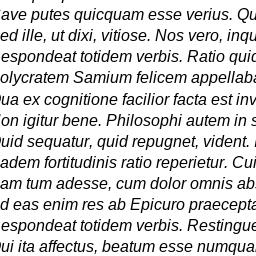 ave putes quicquam esse verius. Qu
ed ille, ut dixi, vitiose. Nos vero, inqu
espondeat totidem verbis. Ratio quid
olycratem Samium felicem appellaba
ua ex cognitione facilior facta est inv
on igitur bene. Philosophi autem in s
uid sequatur, quid repugnet, vident.
adem fortitudinis ratio reperietur. Cui
am tum adesse, cum dolor omnis abs
d eas enim res ab Epicuro praecepta
espondeat totidem verbis. Restingue
ui ita affectus, beatum esse numqua